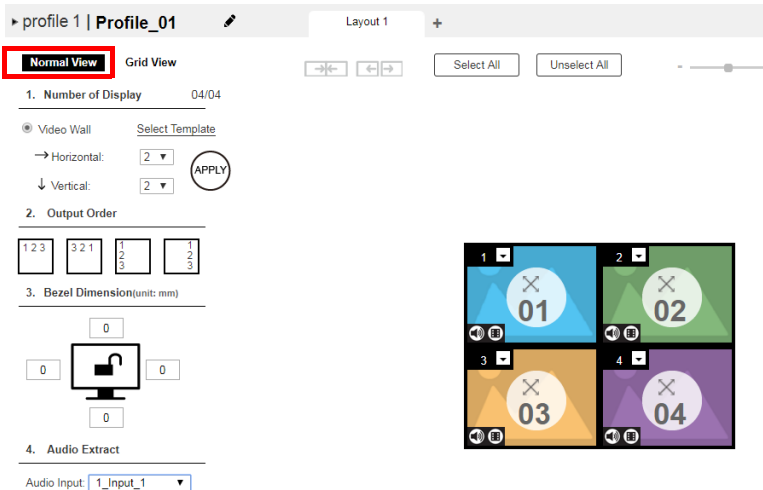 profile 1 | Profile_01
Layout 1
+
Normal View
Grid View
Select All
Unselect All
1. Number of Display 04/04
Video Wall
Select Template
Horizontal: 2
APPLY
Vertical: 2
2. Output Order
1 2 3
3 2 1
1
2
3
1
2
3
3. Bezel Dimension(unit: mm)
0
0
0
0
4. Audio Extract
Audio Input: 1_Input_1
1
01
2
02
3
03
4
04